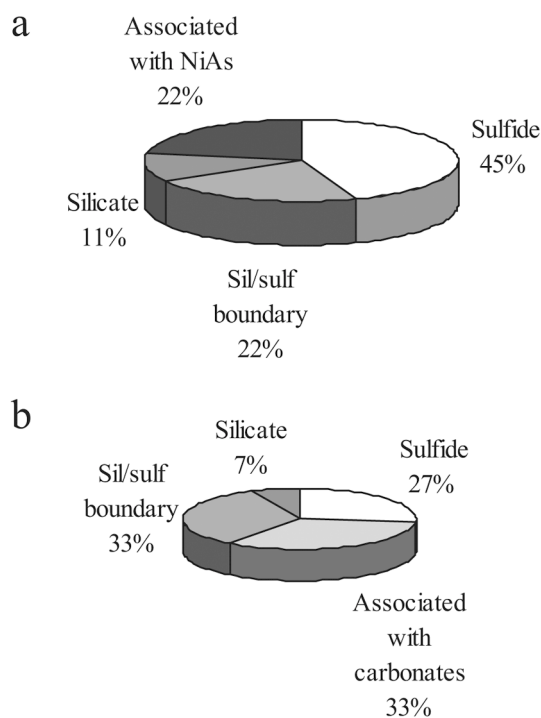 a
Associated
with NiAs
22%
Sulfide
45%
Silicate
11%
Sil/sulf
boundary
22%
b
Silicate
7%
Sulfide
27%
Sil/sulf
boundary
33%
Associated
with
carbonates
33%